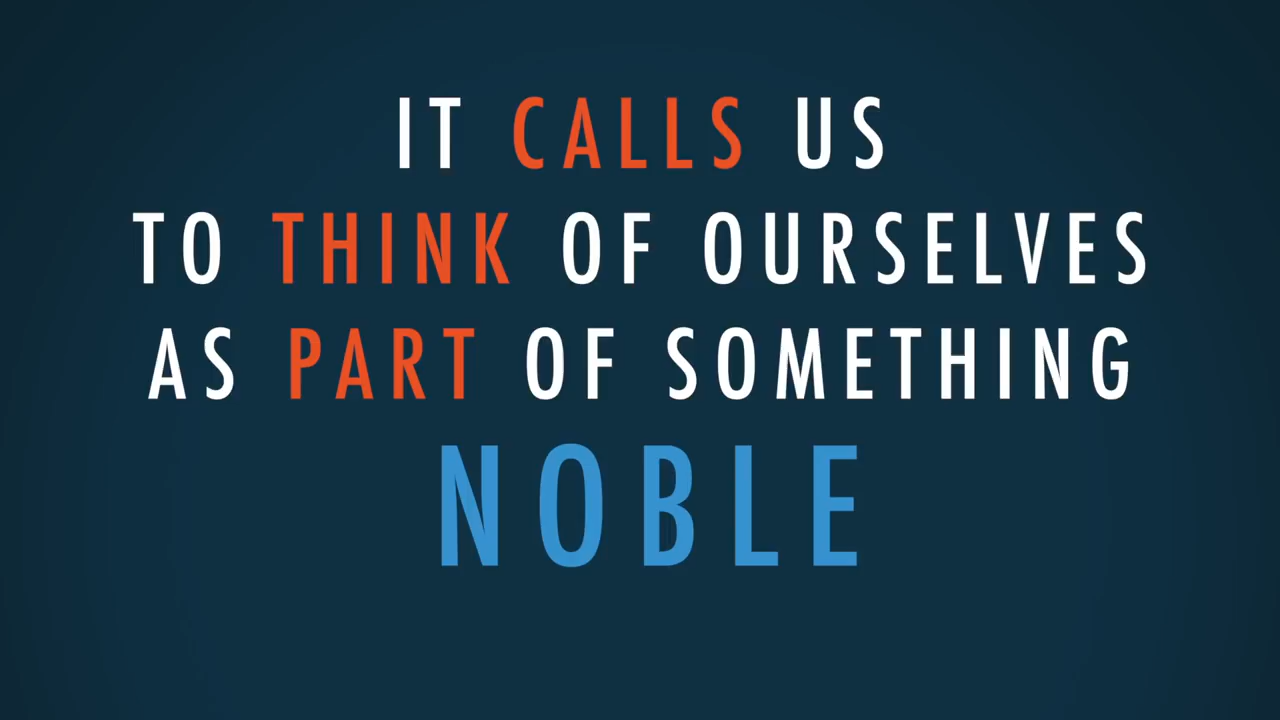 IT CALLS US
TO THINK OF OURSELVES
AS PART OF SOMETHING
NOBLE